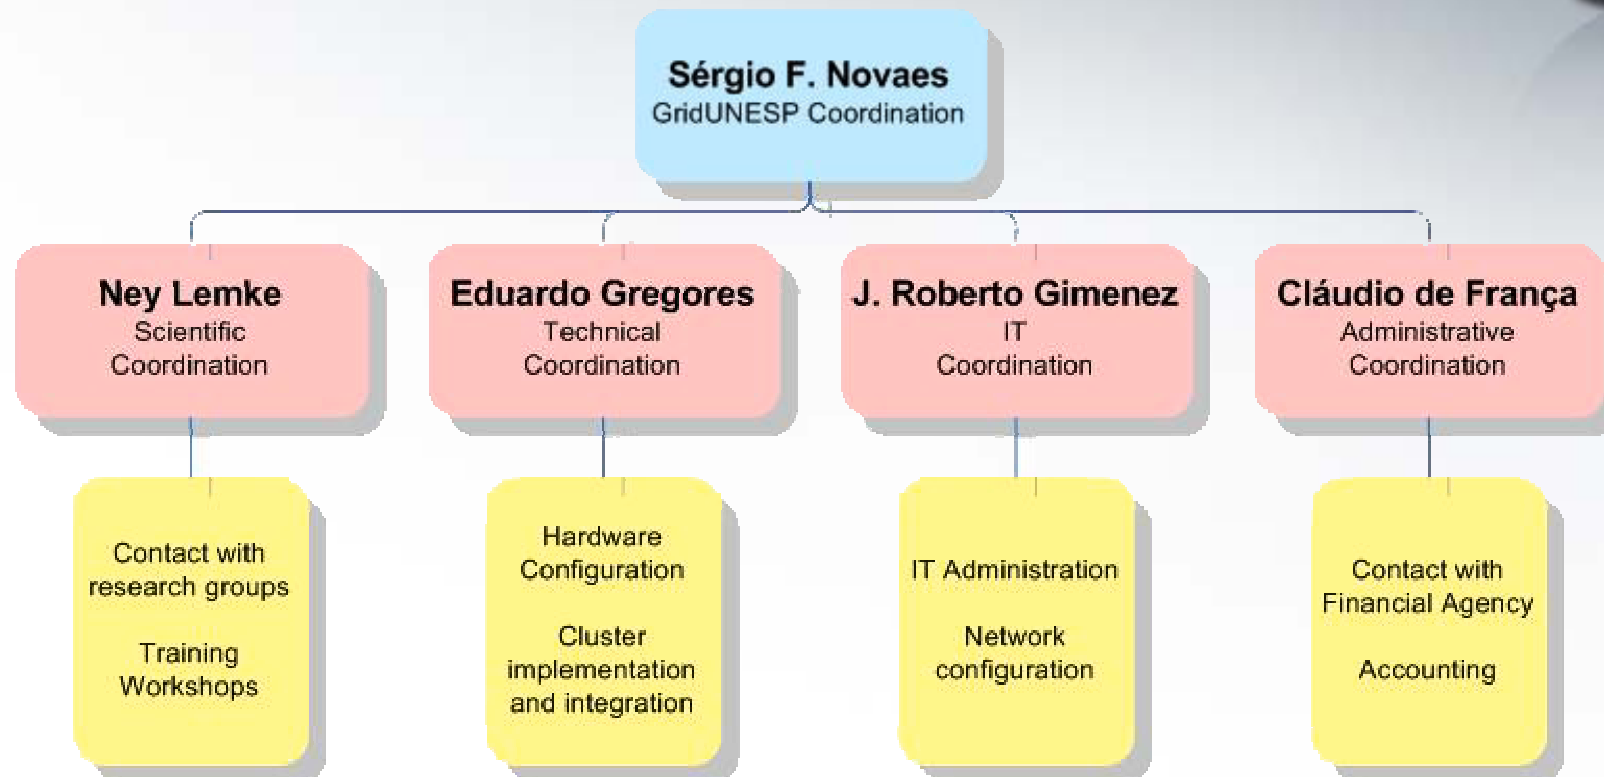 Sérgio F. Novaes
GridUNESP Coordination
Ney Lemke
Scientific
Coordination
Eduardo Gregores
Technical
Coordination
J. Roberto Gimenez
IT
Coordination
Cláudio de França
Administrative
Coordination
Contact with
research groups
Training
Workshops
Hardware
Configuration
Cluster
implementation
and integration
IT Administration
Network
configuration
Contact with
Financial Agency
Accounting